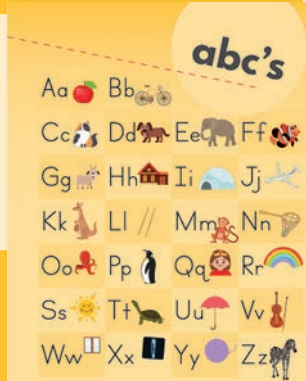 abc's
Aa Bb
Cc Dd Ee Ff
Gg Hh Ii Jj
Kk Ll Mm Nn
Oo Pp Qq Rr
Ss Tt Uu Vv
Ww Xx Yy Zz